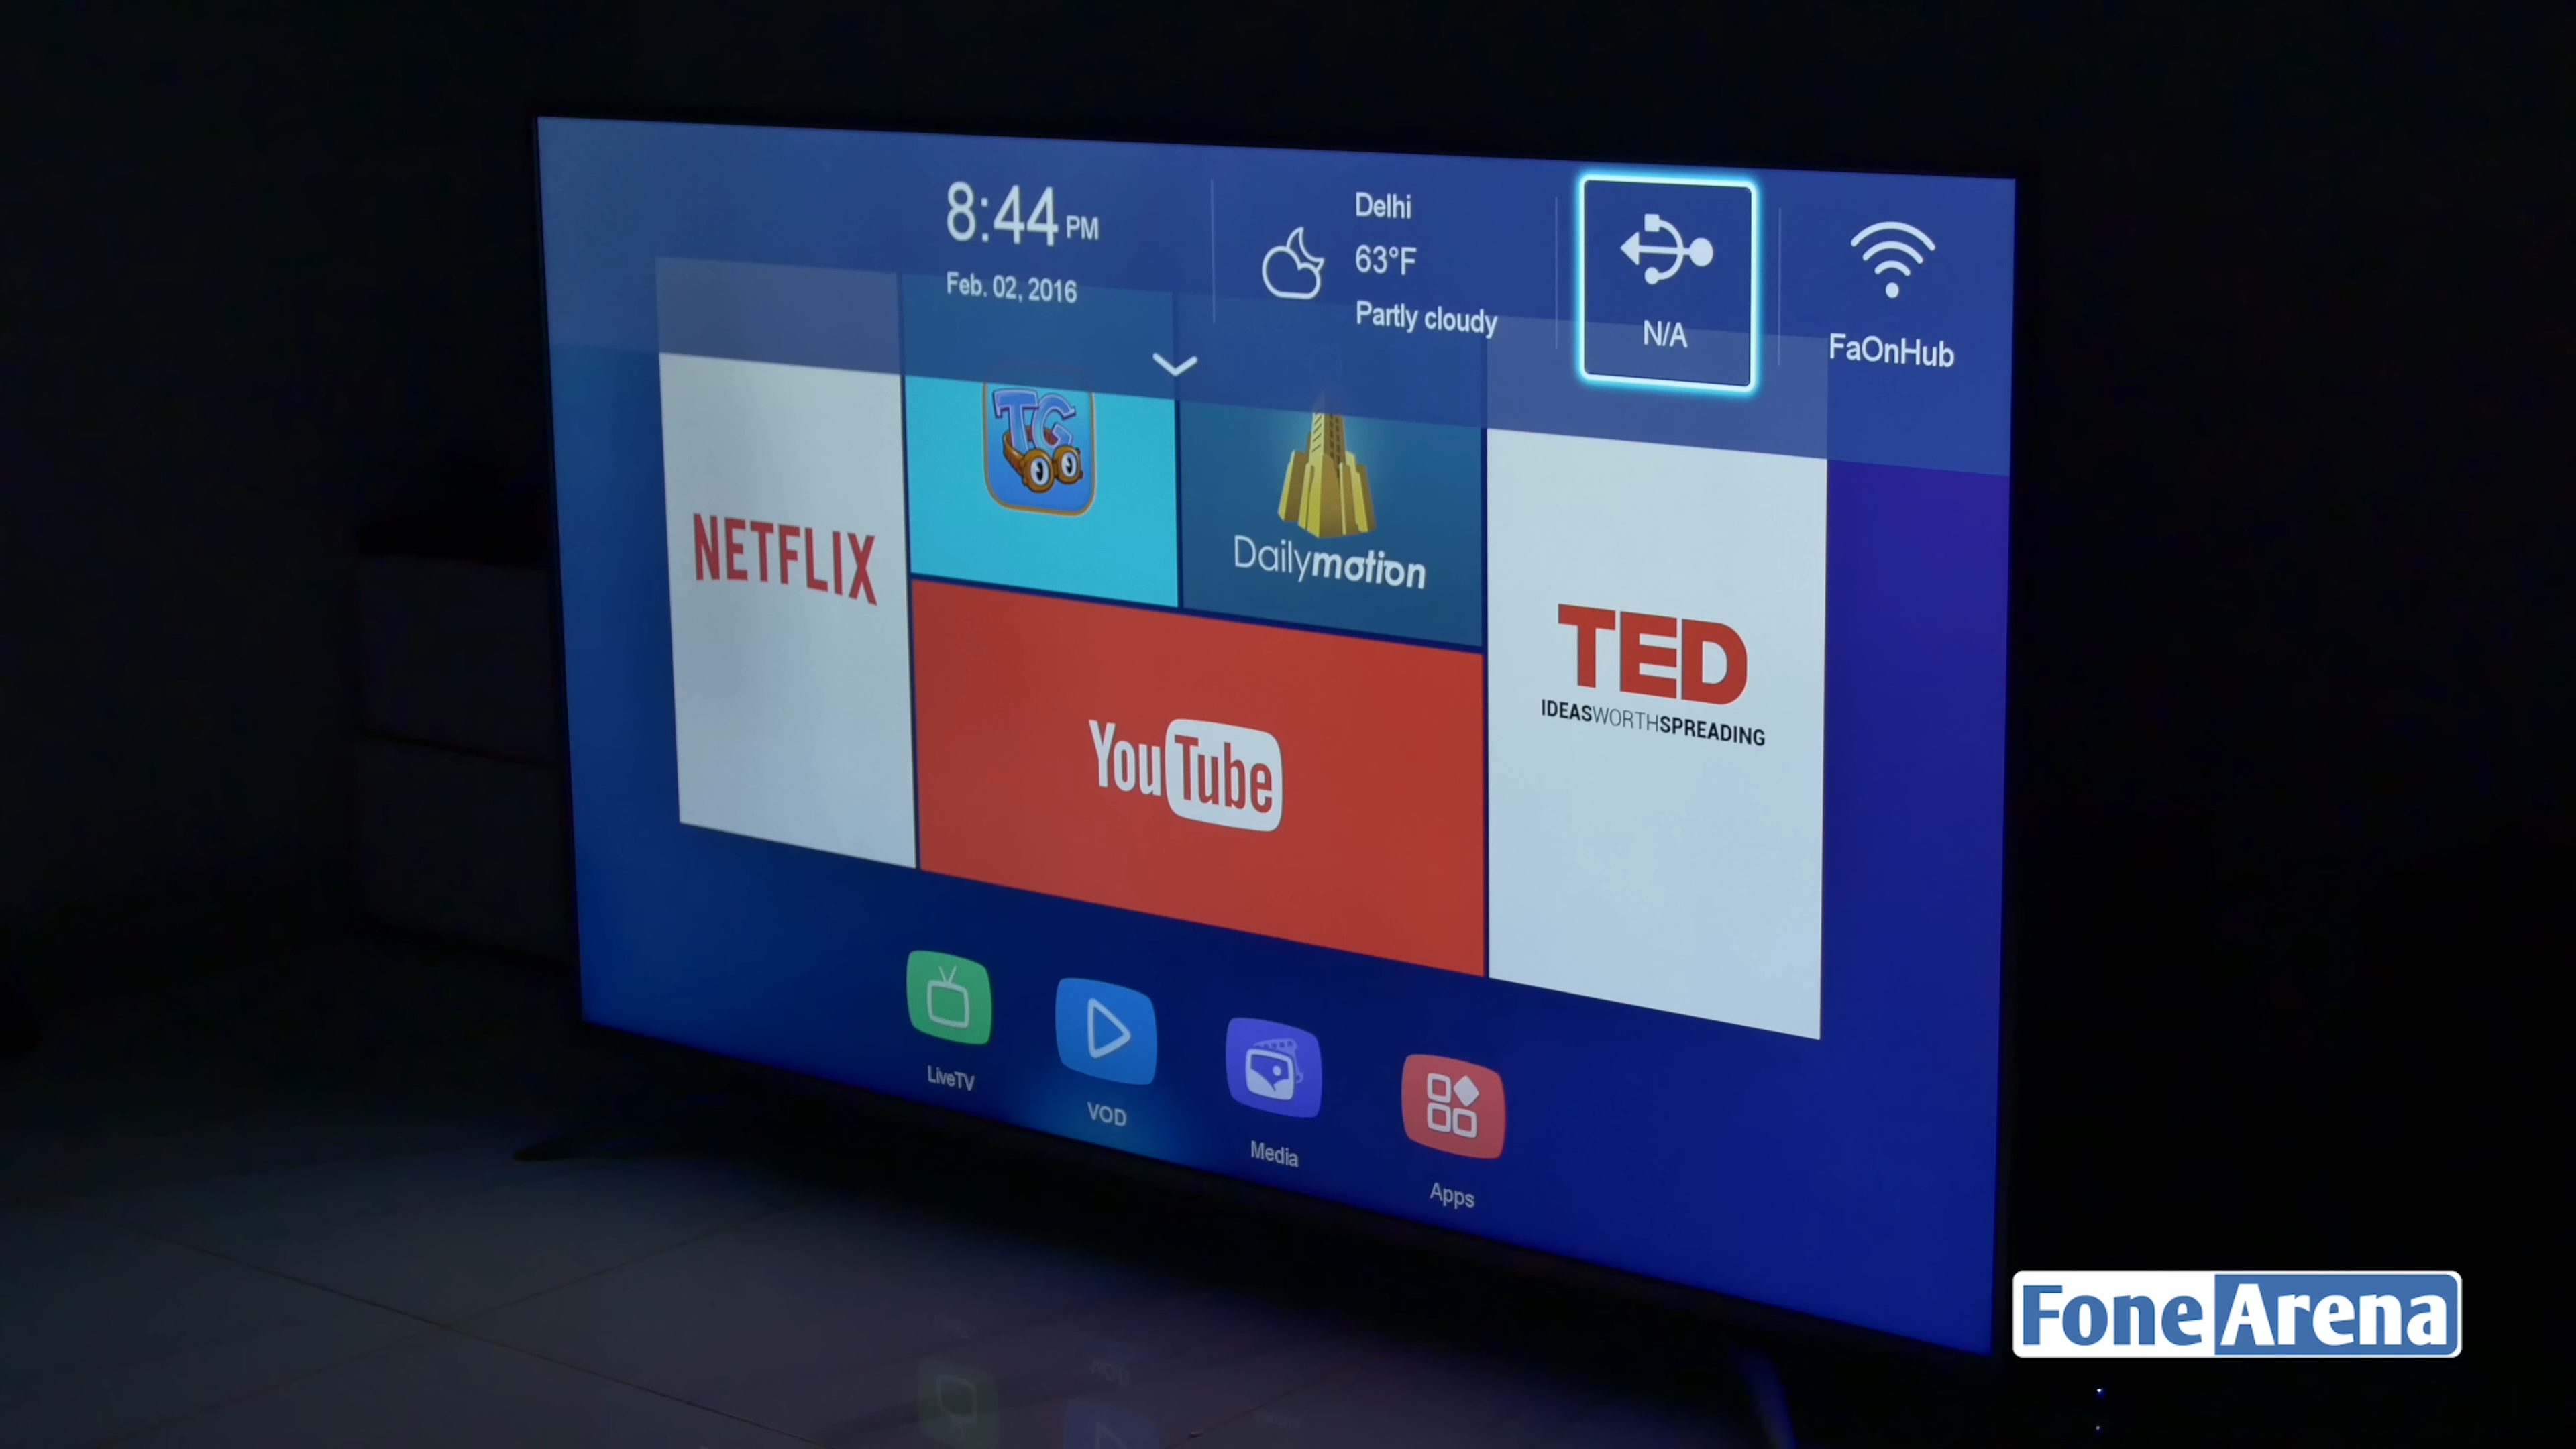 8:44 PM
Feb. 02, 2016
Delhi
63°F
Partly cloudy
N/A
FaOnHub
NETFLIX
TG
Dailymotion
YouTube
TED
IDEASWORTHSPREADING
LiveTV
VOD
Media
Apps
FoneArena